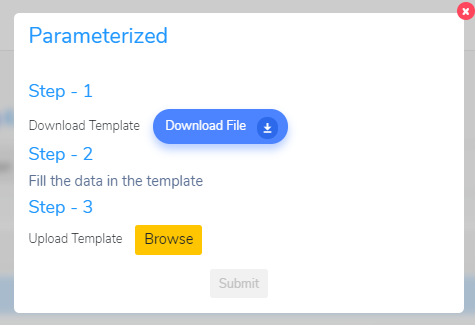 Parameterized
Step - 1
Download Template Download File
Step - 2
Fill the data in the template
Step - 3
Upload Template Browse
Submit